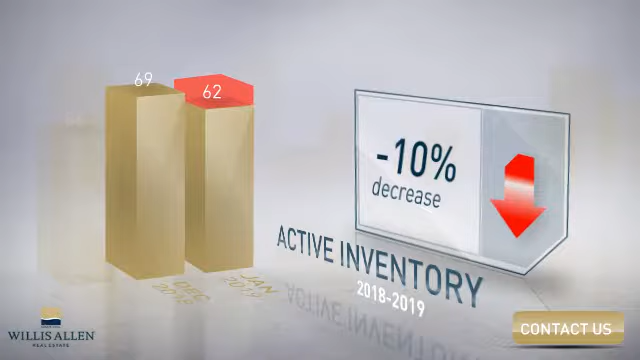 69
62
-10%
decrease
DEC
2018
JAN
2019
ACTIVE INVENTORY
2018-2019
WILLIS ALLEN
REAL ESTATE
CONTACT US